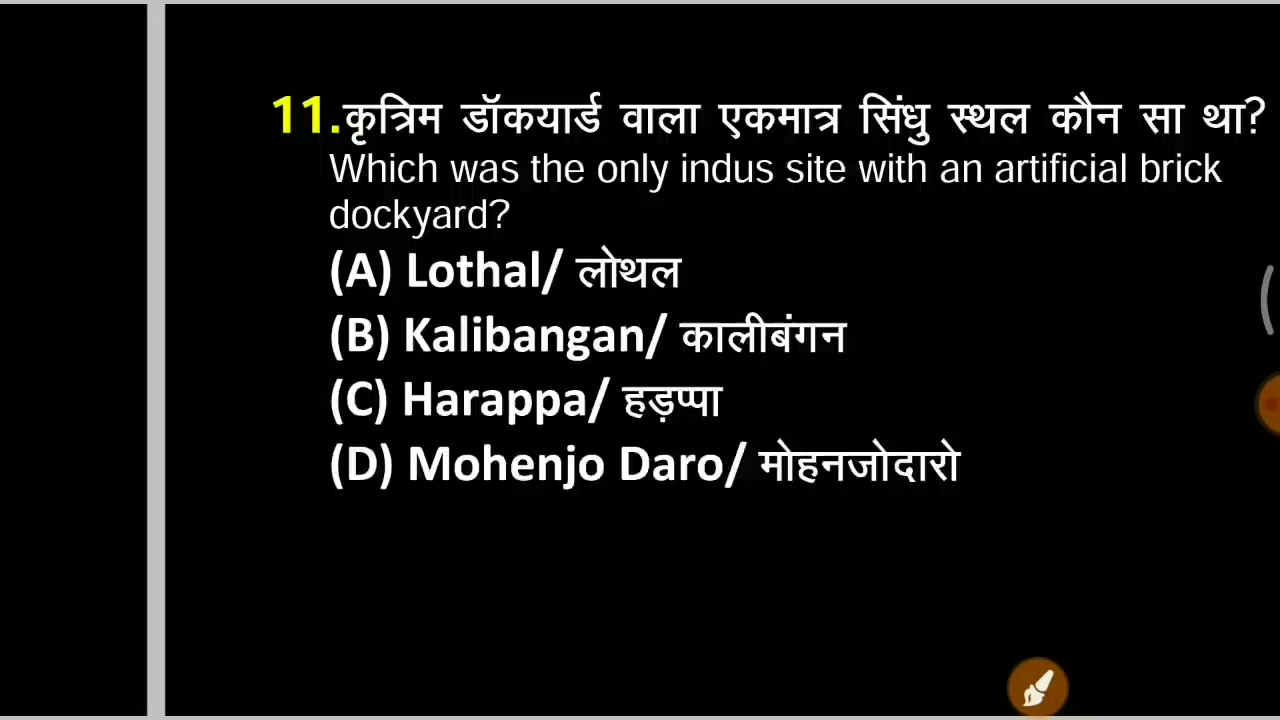 11.कृत्रिम डॉकयार्ड वाला एकमात्र सिंधु स्थल कौन सा था?
Which was the only indus site with an artificial brick
dockyard?
(A) Lothal/ लोथल
(B) Kalibangan/ कालीबंगन
(C) Harappa/ हड़प्पा
(D) Mohenjo Daro/ मोहनजोदारो